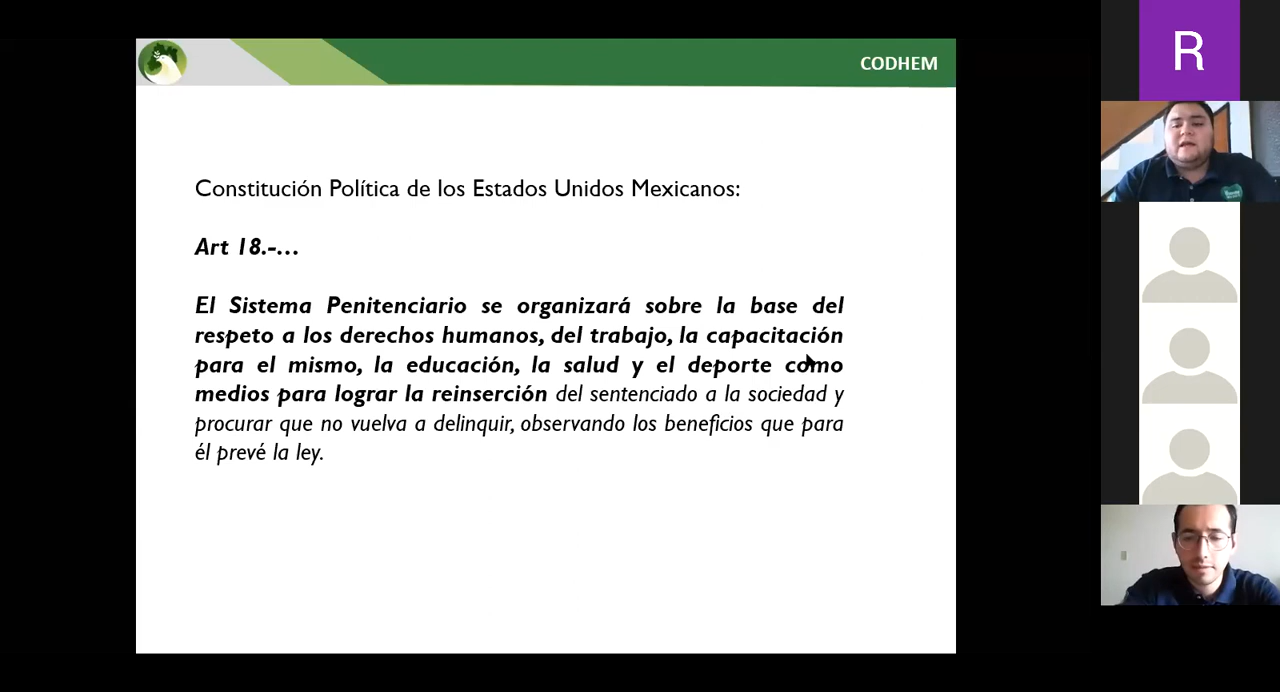 CODHEM
R
Constitución Política de los Estados Unidos Mexicanos:
Art 18.-...
El Sistema Penitenciario se organizará sobre la base del
respeto a los derechos humanos, del trabajo, la capacitación
para el mismo, la educación, la salud y el deporte como
medios para lograr la reinserción del sentenciado a la sociedad y
procurar que no vuelva a delinquir, observando los beneficios que para
él prevé la ley.